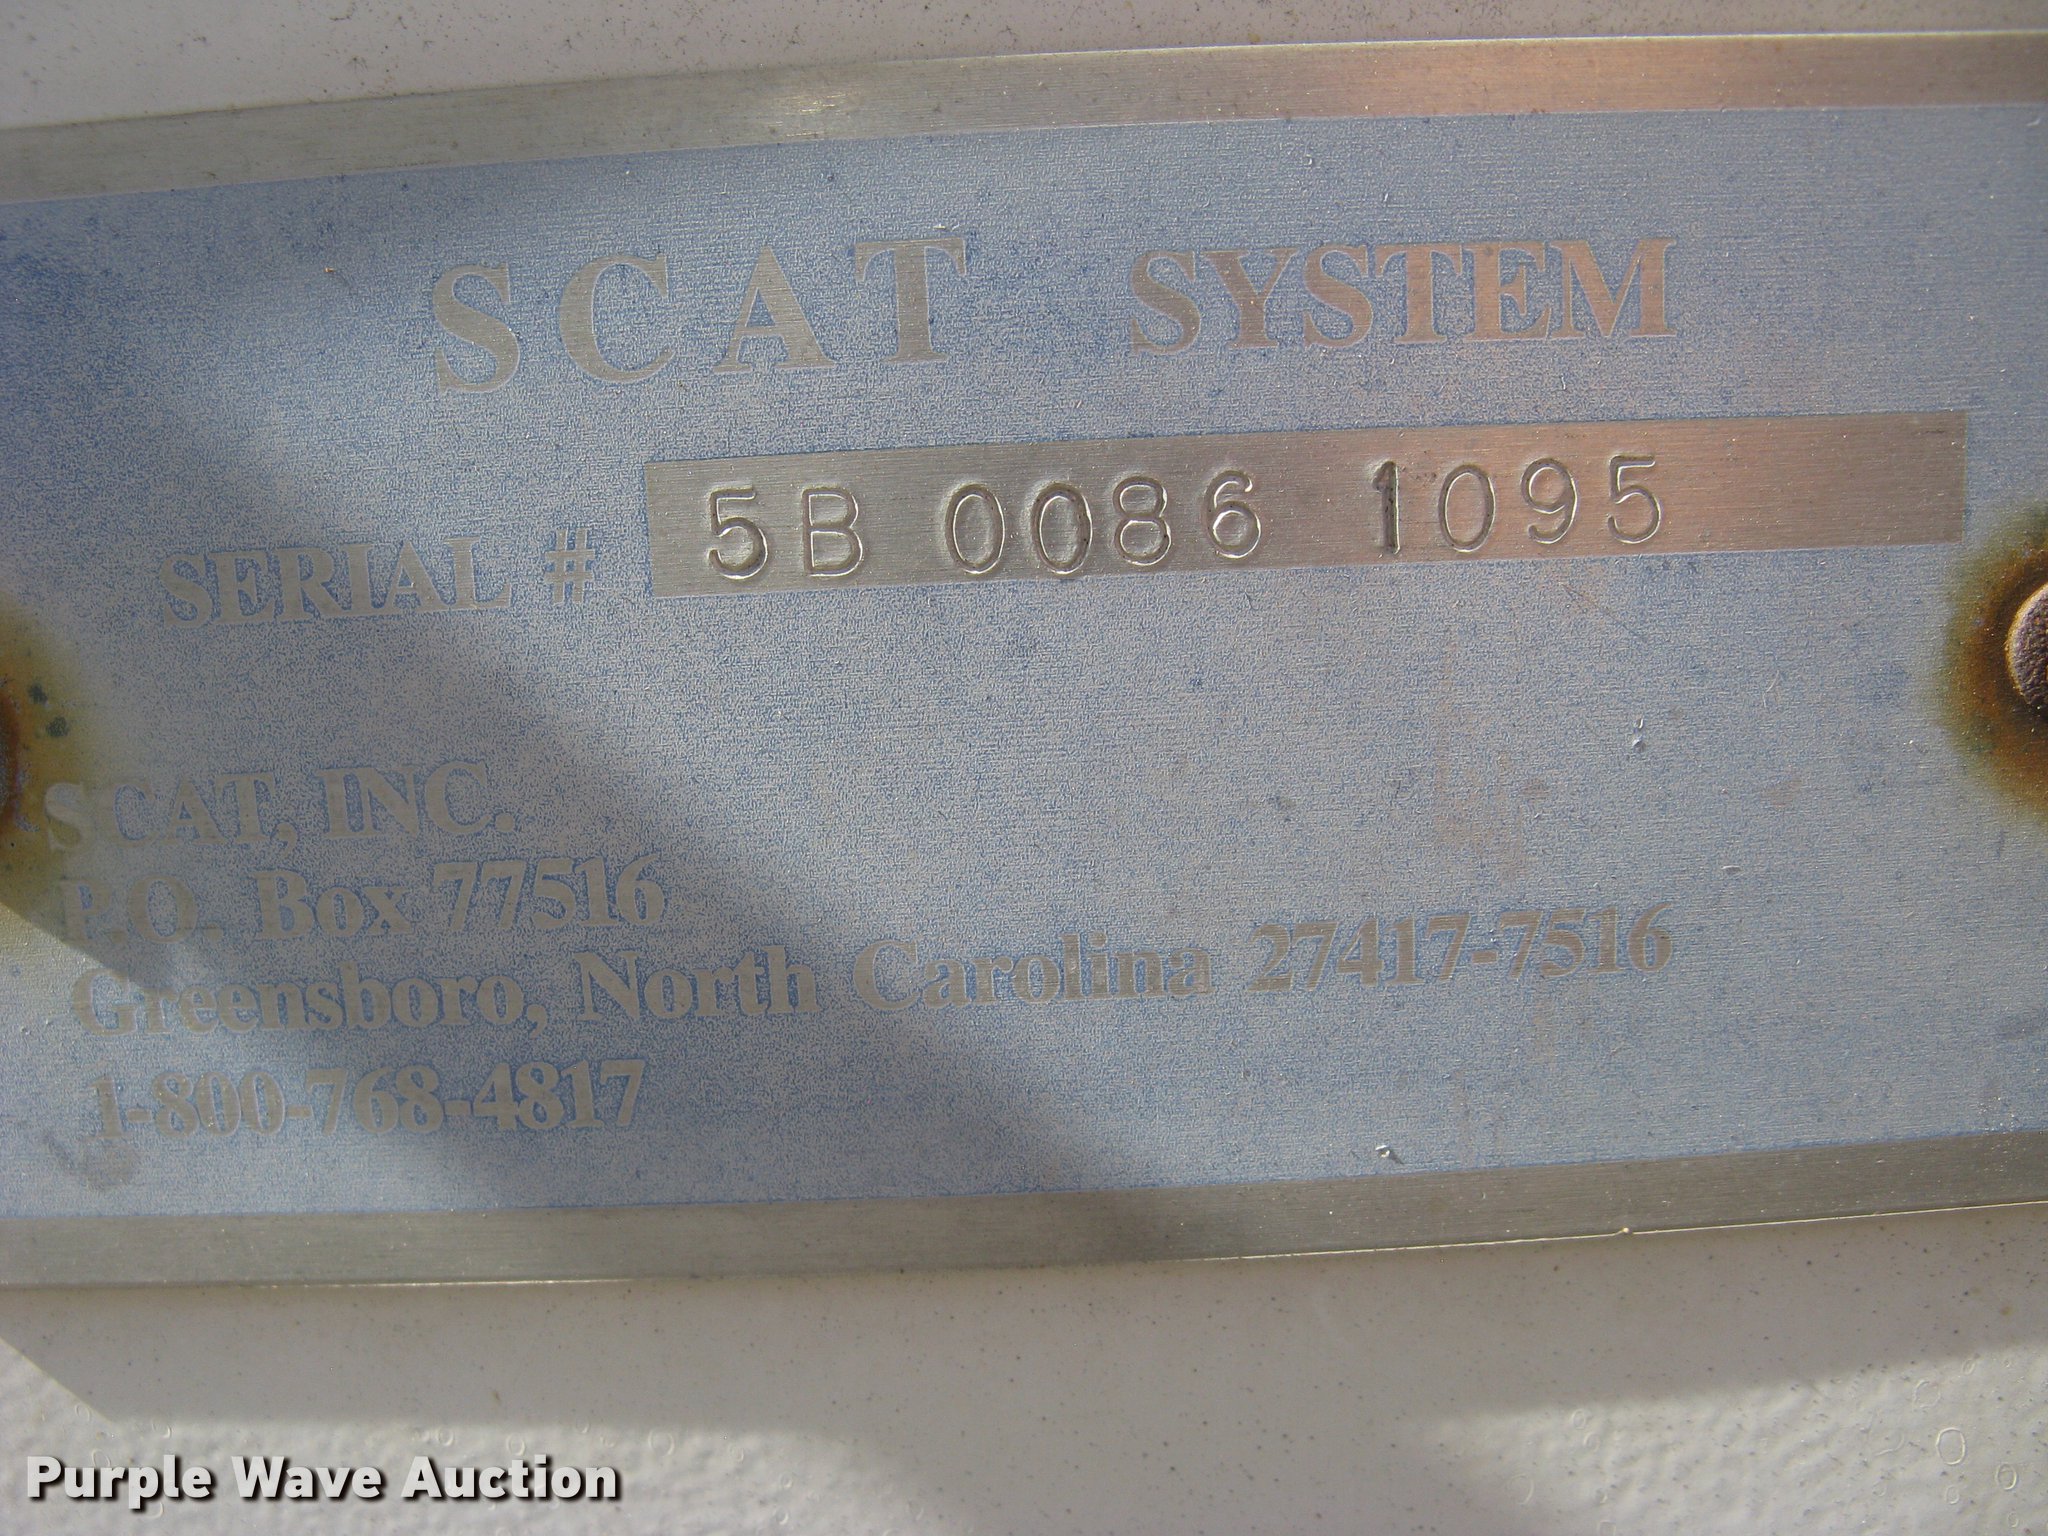 SCAT SYSTEM
SERIAL # 5B 0086 1095
SCAT, INC.
P.O. Box 77516
Greensboro, North Carolina 27417-7516
1-800-768-4817
Purple Wave Auction